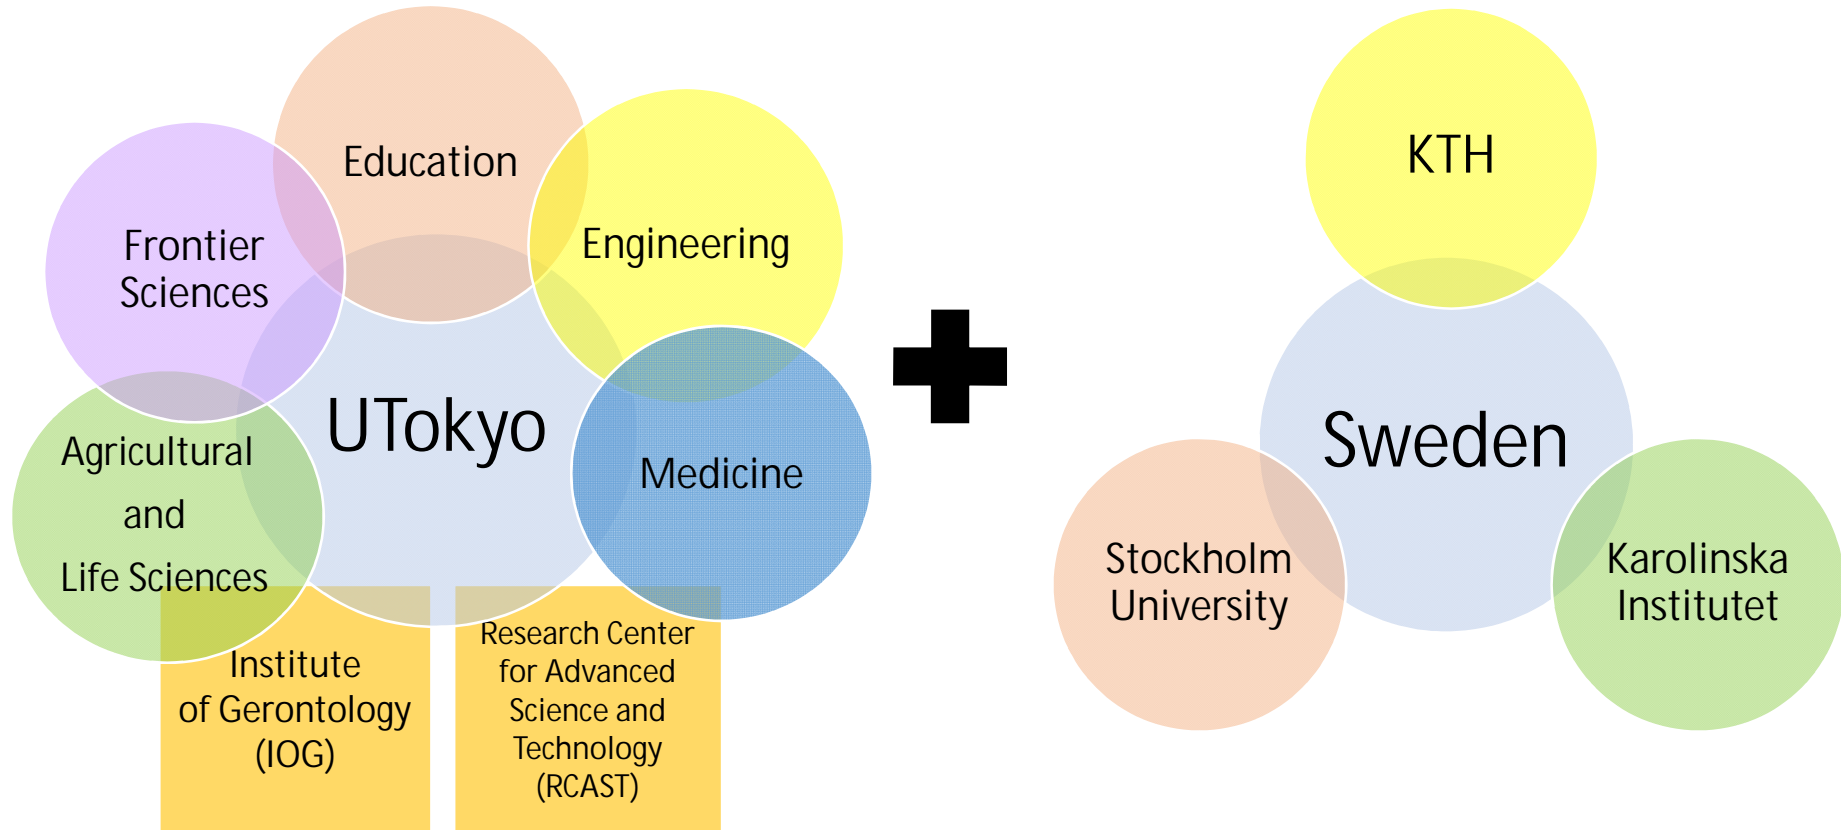 Education
Engineering
Frontier
Sciences
UTokyo
Medicine
Agricultural
and
Life Sciences
Institute
of Gerontology
(IOG)
Research Center
for Advanced
Science and
Technology
(RCAST)
KTH
Sweden
Stockholm
University
Karolinska
Institutet